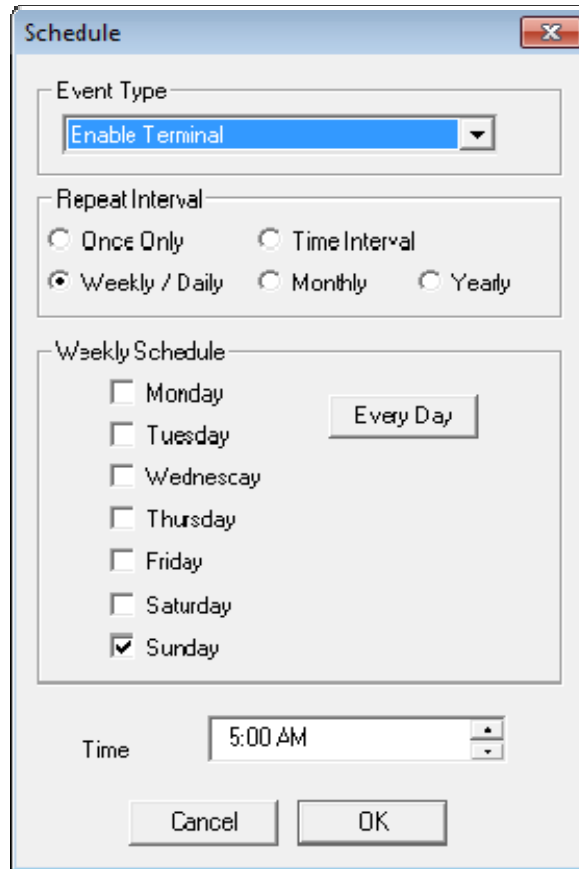 Schedule
Event Type
Enable Terminal
Repeat Interval
Once Only Time Interval
Weekly / Daily Monthly Yearly
Weekly Schedule
Monday
Every Day
Tuesday
Wednescay
Thursday
Friday
Saturday
Sunday
Time 5:00 AM
Cancel OK